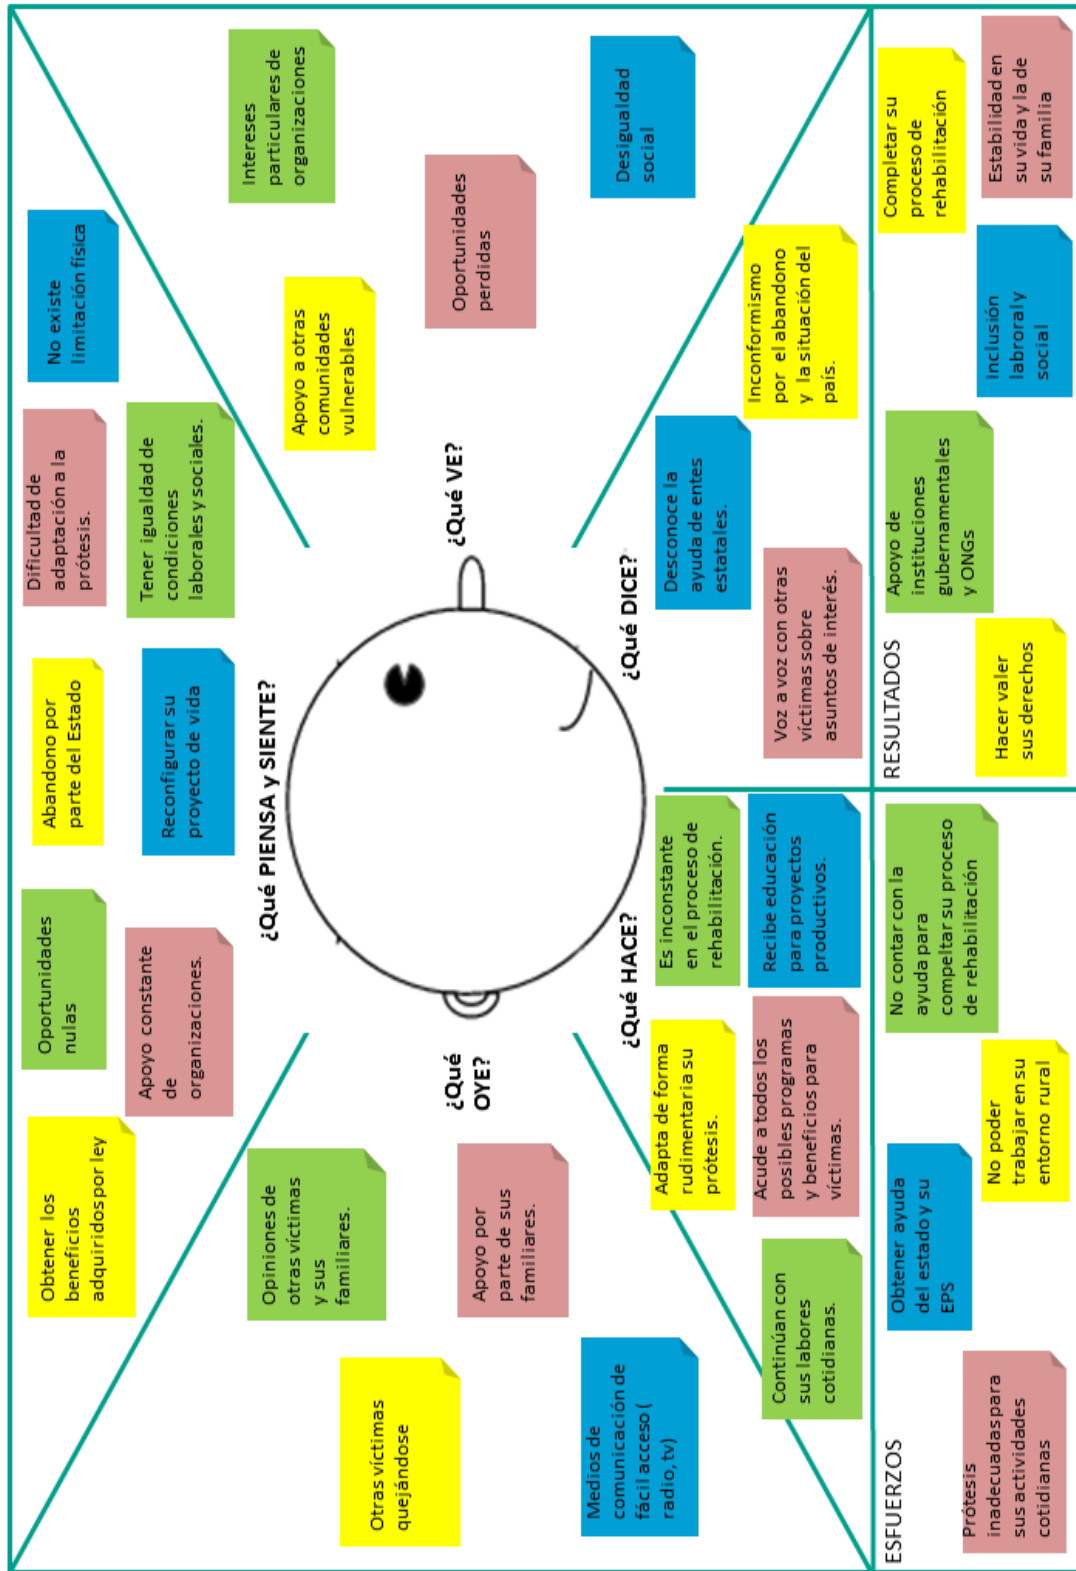 Obtener los
beneficios
adquiridos por ley
Oportunidades
nulas
Abandono por
parte del Estado
Dificultad de
adaptación a la
prótesis.
No existe
limitación física
Apoyo constante
de
organizaciones.
Reconfigurar su
proyecto de vida
Tener igualdad de
condiciones
laborales y sociales.
¿Qué PIENSA y SIENTE?
Opiniones de
otras víctimas
y sus
familiares.
Otras víctimas
quejándose
¿Qué
OYE?
Apoyo por
parte de sus
familiares.
Medios de
comunicación de
fácil acceso (
radio, tv)
Intereses
particulares de
organizaciones
Apoyo a otras
comunidades
vulnerables
¿Qué VE?
Oportunidades
perdidas
Desigualdad
social
¿Qué HACE?
Adapta de forma
rudimentaria su
prótesis.
Es inconstante
en el proceso de
rehabilitación.
Acude a todos los
posibles programas
y beneficios para
víctimas.
Recibe educación
para proyectos
productivos.
Continúan con
sus labores
cotidianas.
¿Qué DICE?
Desconoce la
ayuda de entes
estatales.
Inconformismo
por el abandono
y la situación del
país.
Voz a voz con otras
víctimas sobre
asuntos de interés.
ESFUERZOS
Prótesis
inadecuadas para
sus actividades
cotidianas
Obtener ayuda
del estado y su
EPS
No poder
trabajar en su
entorno rural
No contar con la
ayuda para
compeltar su proceso
de rehabilitación
RESULTADOS
Hacer valer
sus derechos
Apoyo de
instituciones
gubernamentales
y ONGs
Inclusión
labroral y
social
Completar su
proceso de
rehabilitación
Estabilidad en
su vida y la de
su familia